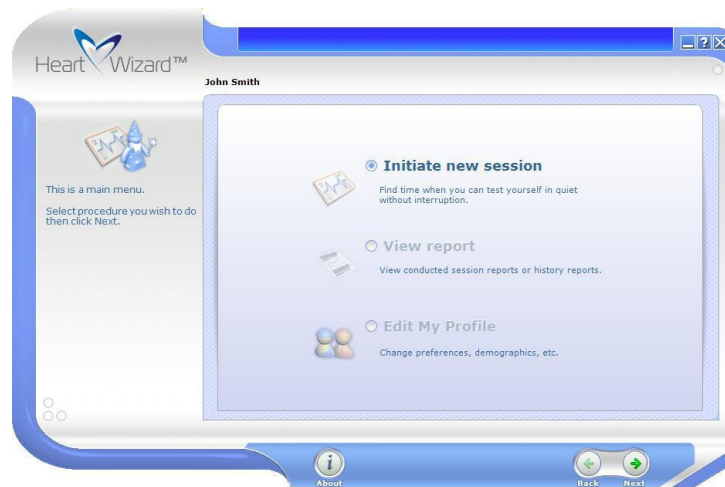 Heart Wizard™
John Smith
This is a main menu.
Select procedure you wish to do
then click Next.
Initiate new session
Find time when you can test yourself in quiet
without interruption.
View report
View conducted session reports or history reports.
Edit My Profile
Change preferences, demographics, etc.
About
Back
Next